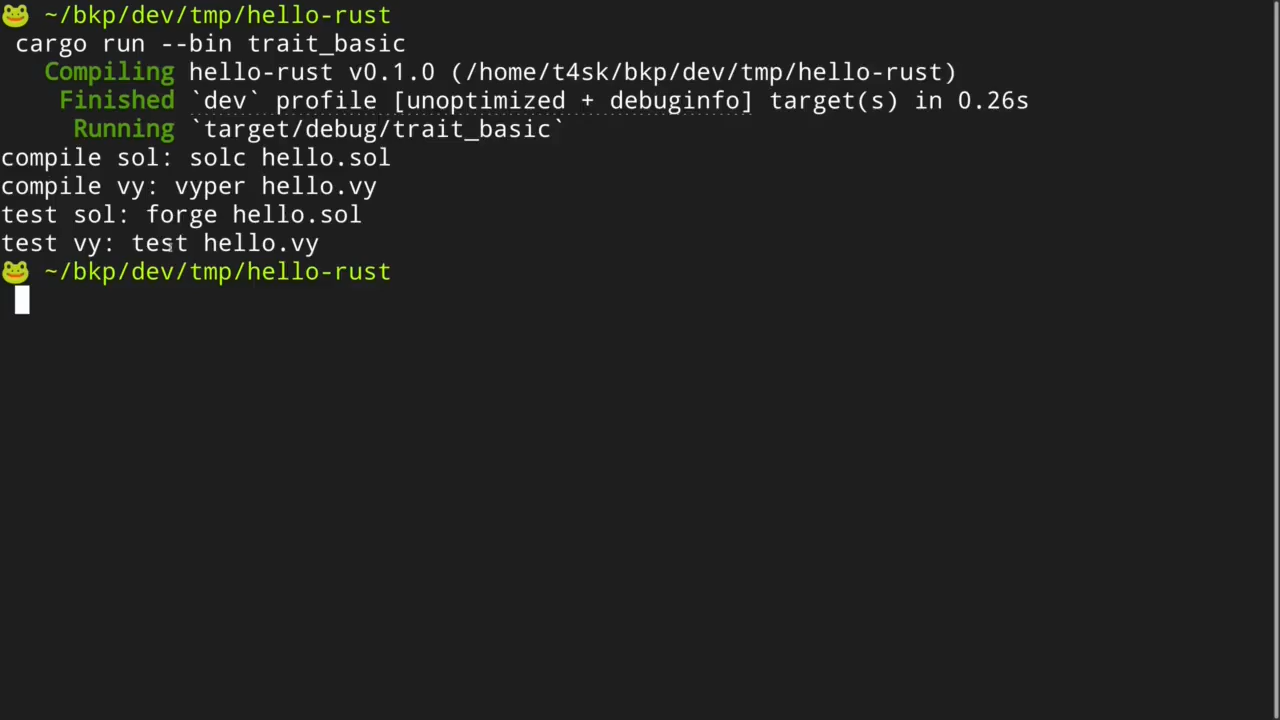 ~/bkp/dev/tmp/hello-rust
cargo run --bin trait_basic
Compiling hello-rust v0.1.0 (/home/t4sk/bkp/dev/tmp/hello-rust)
Finished `dev` profile [unoptimized + debuginfo] target(s) in 0.26s
Running `target/debug/trait_basic`
compile sol: solc hello.sol
compile vy: vyper hello.vy
test sol: forge hello.sol
test vy: test hello.vy
~/bkp/dev/tmp/hello-rust